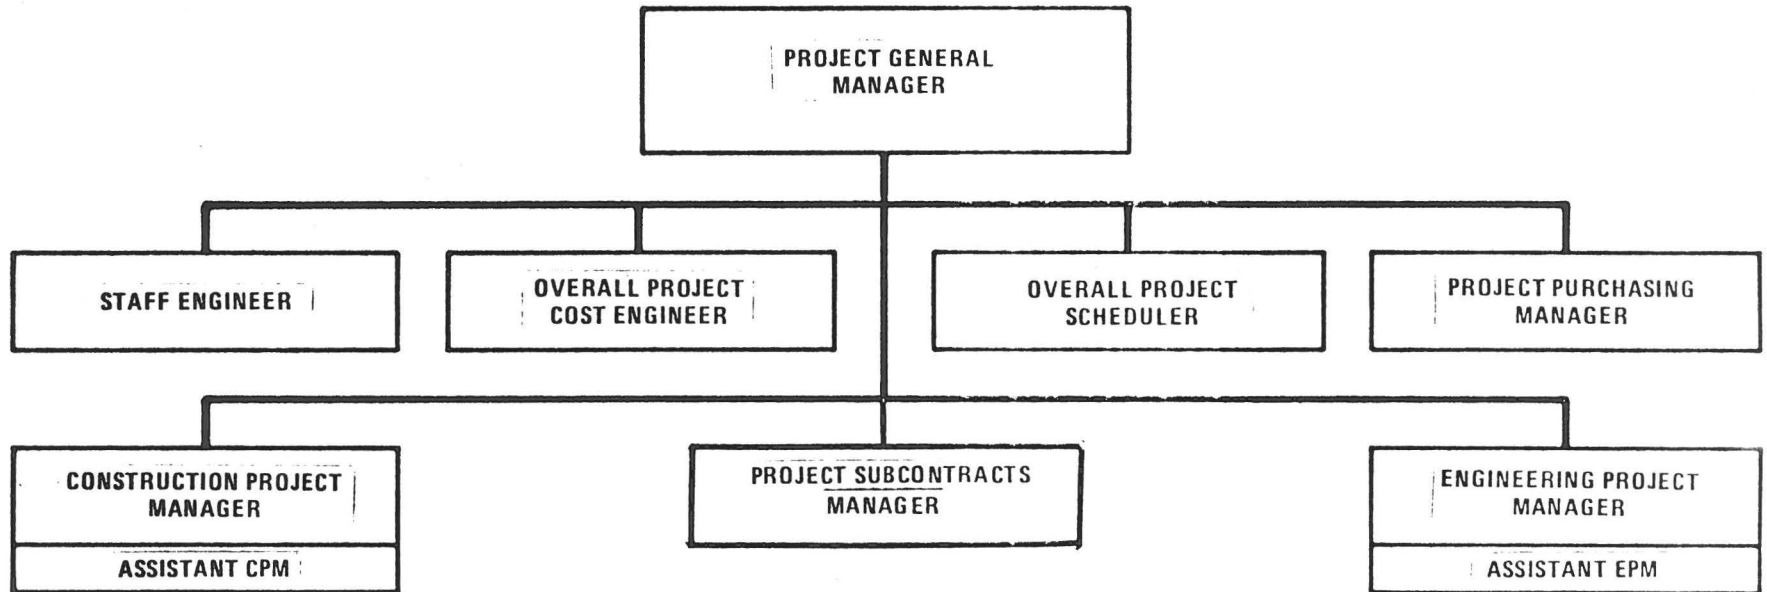 PROJECT GENERAL
MANAGER
STAFF ENGINEER
OVERALL PROJECT
COST ENGINEER
OVERALL PROJECT
SCHEDULER
PROJECT PURCHASING
MANAGER
CONSTRUCTION PROJECT
MANAGER
ASSISTANT CPM
PROJECT SUBCONTRACTS
MANAGER
ENGINEERING PROJECT
MANAGER
ASSISTANT EPM